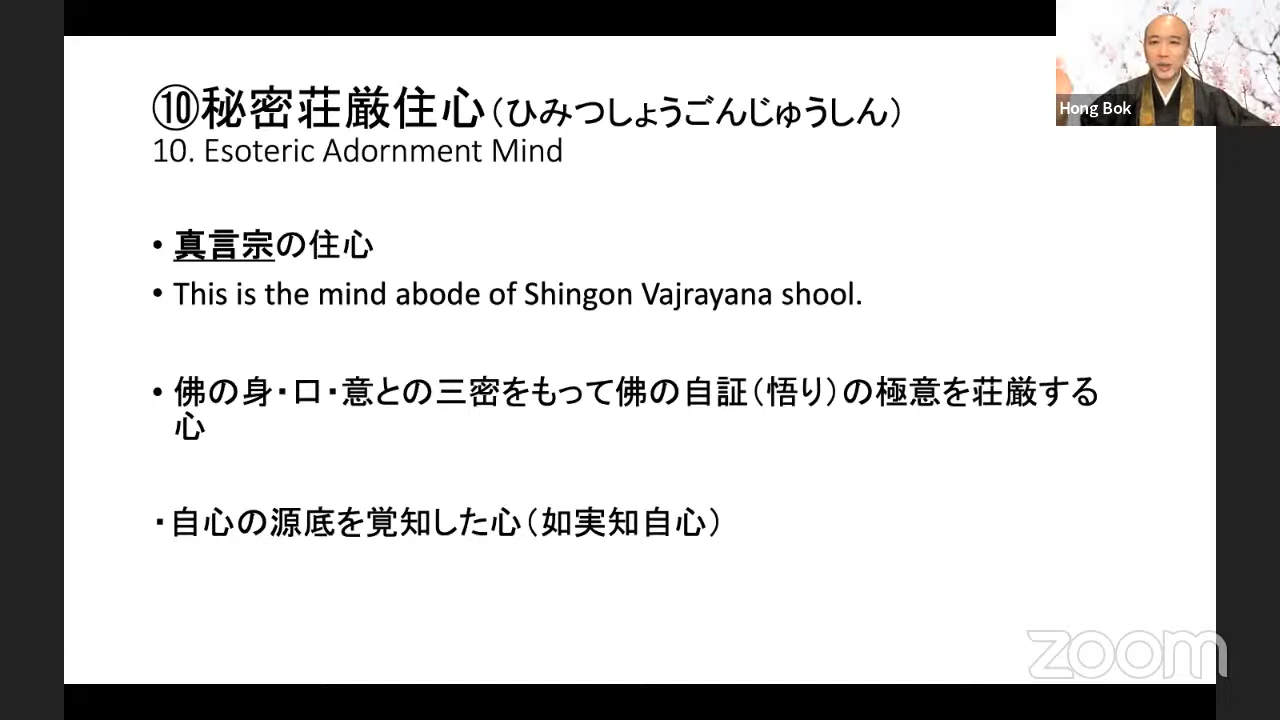 ⑩秘密荘厳住心(ひみつしょうごんじゅうしん)
10. Esoteric Adornment Mind
• 真言宗の住心
• This is the mind abode of Shingon Vajrayana shool.
• 佛の身・口・意との三密をもって佛の自証(悟り)の極意を荘厳する
心
・自心の源底を覚知した心(如実知自心)
Hong Bok
zoom